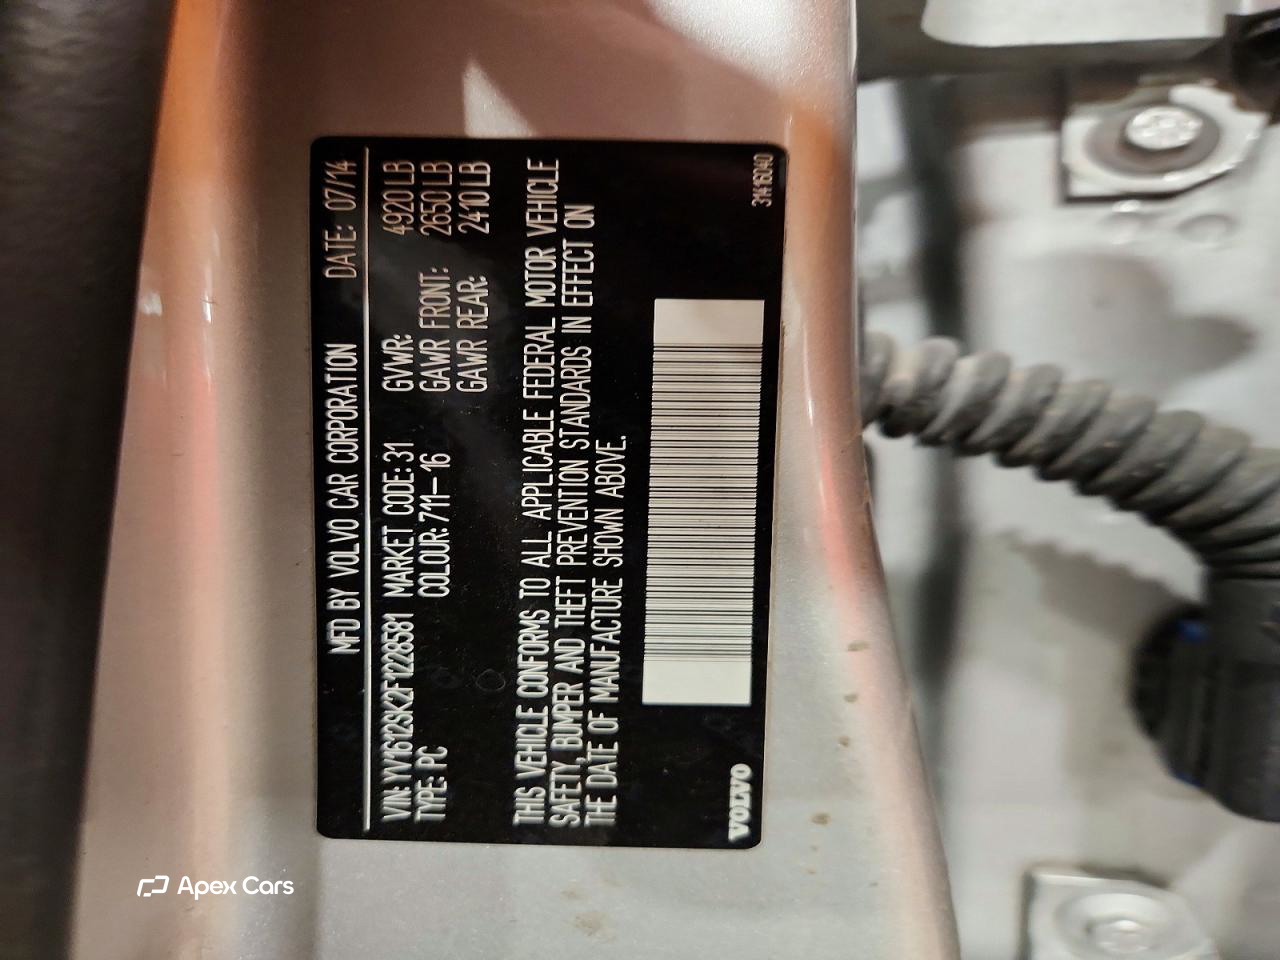 MFD BY VOLVO CAR CORPORATION DATE: 07/14
VIN: YV1612SK2F1228581 MARKET CODE: 31 GVWR: 4920 LB
TYPE: PC COLOUR: 711-16 GAWR FRONT: 2650 LB
GAWR REAR: 2410 LB
THIS VEHICLE CONFORMS TO ALL APPLICABLE FEDERAL MOTOR VEHICLE
SAFETY, BUMPER AND THEFT PREVENTION STANDARDS IN EFFECT ON
THE DATE OF MANUFACTURE SHOWN ABOVE.
VOLVO 31416040
Apex Cars